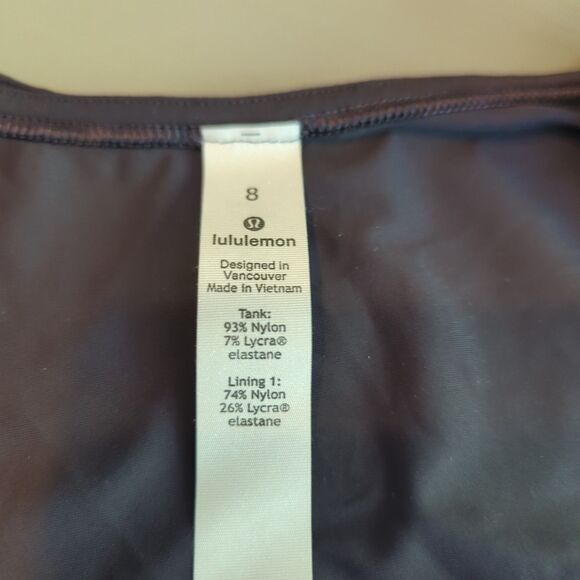 8
lululemon
Designed in
Vancouver
Made in Vietnam
Tank:
93% Nylon
7% Lycra®
elastane
Lining 1:
74% Nylon
26% Lycra®
elastane